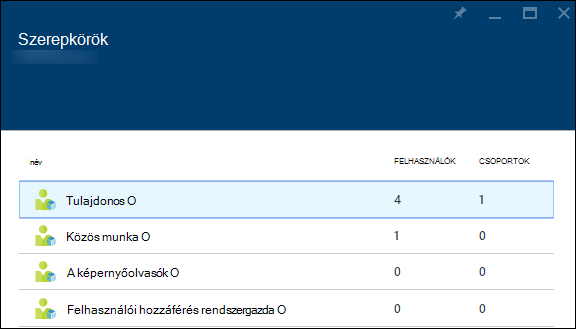 Szerepkörök
név FELHASZNÁLÓK CSOPORTOK
Tulajdonos O 4 1
Közös munka O 1 0
A képernyőolvasók O 0 0
Felhasználói hozzáférés rendszergazda O 0 0